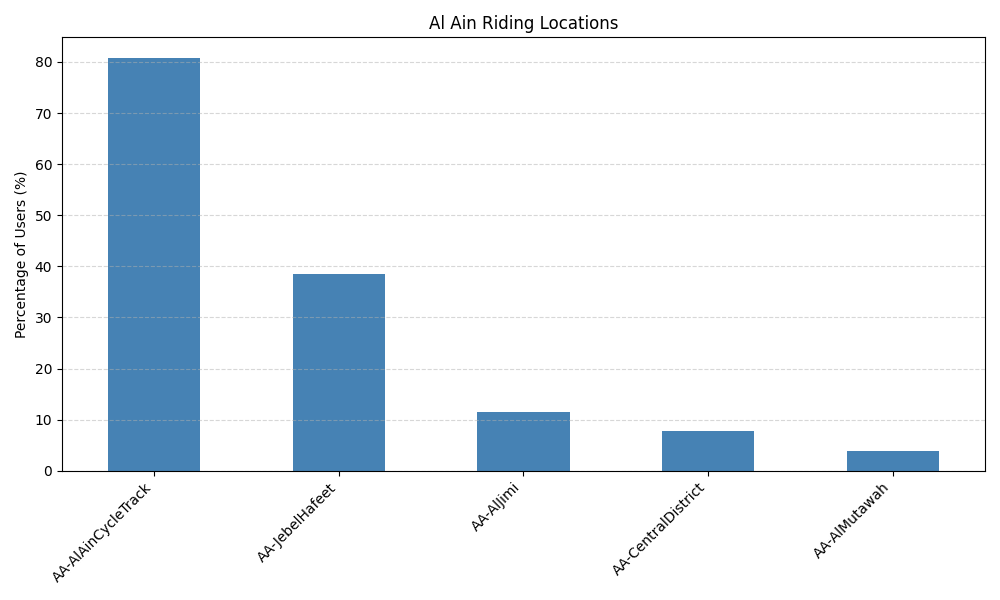 Al Ain Riding Locations
Percentage of Users (%)
80
70
60
50
40
30
20
10
0
AA-AlAinCycleTrack
AA-JebelHafeet
AA-AlJimi
AA-CentralDistrict
AA-AlMutawah